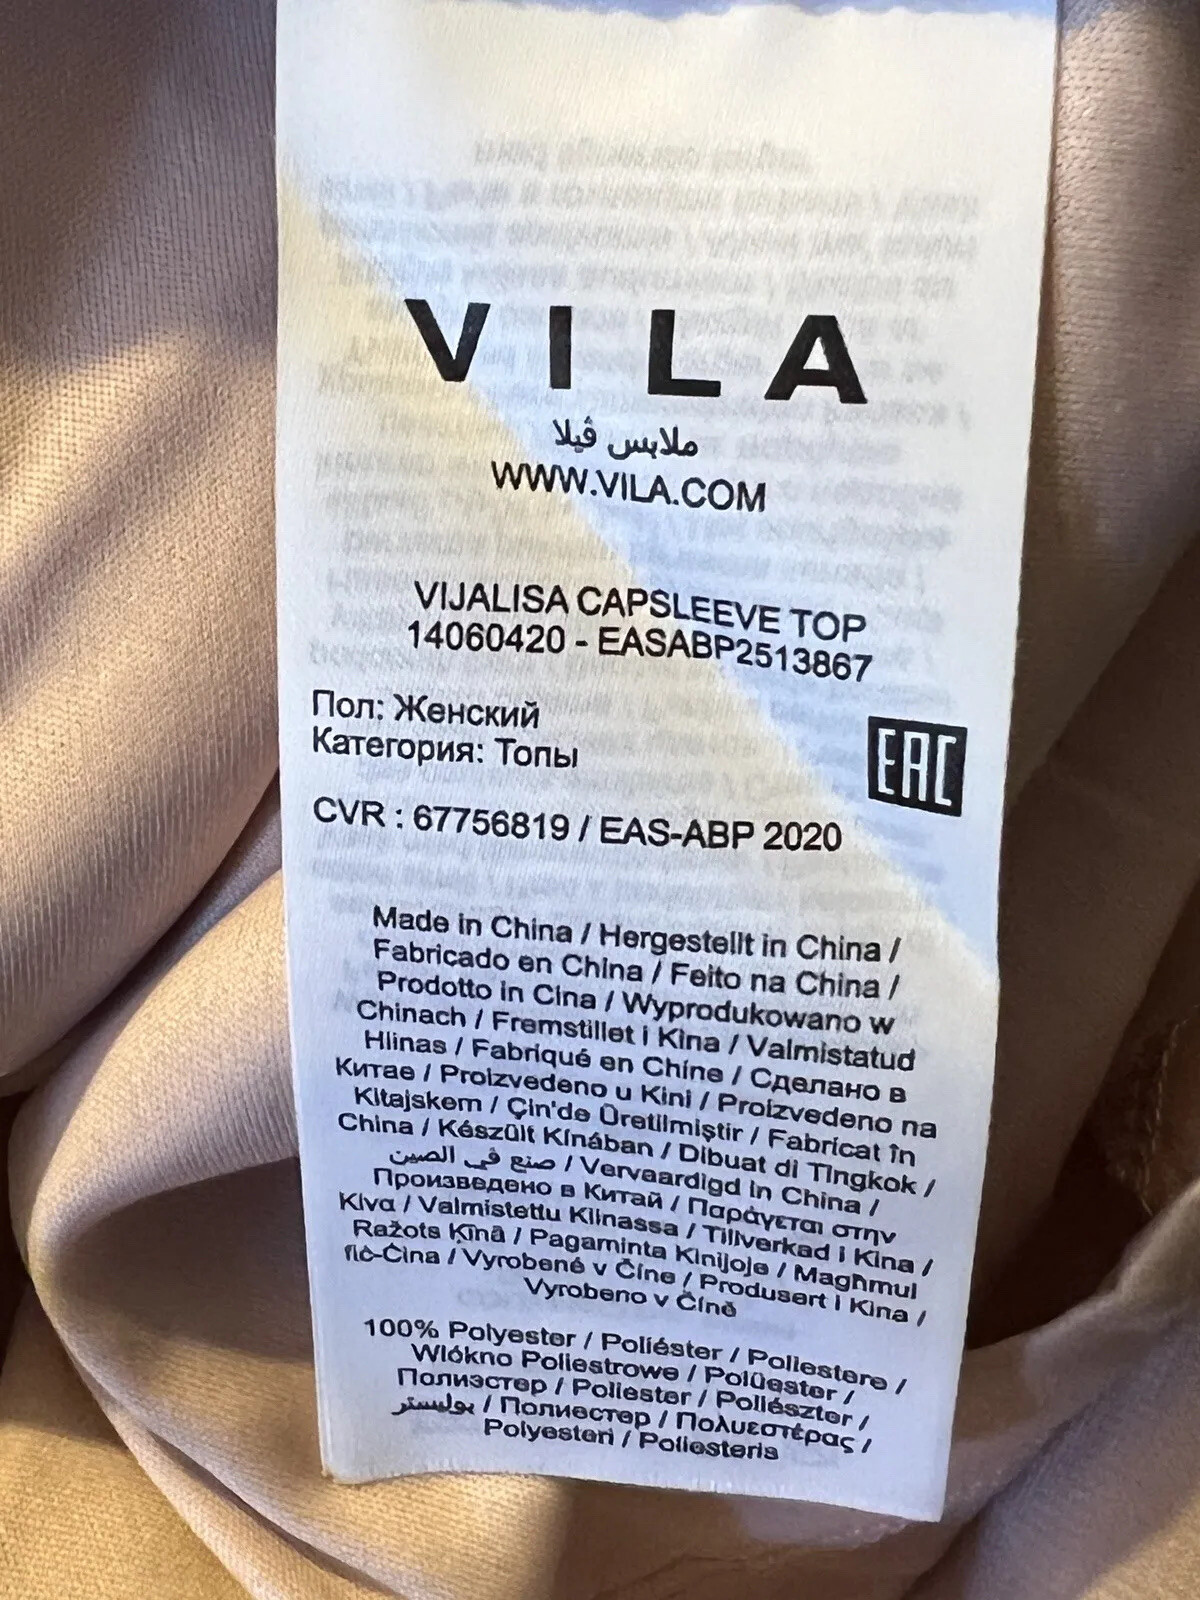 VILA
ملابس ڤيلا
WWW.VILA.COM
VIJALISA CAPSLEEVE TOP
14060420 - EASABP2513867
Пол: Женский
Категория: Топы
EAC
CVR : 67756819 / EAS-ABP 2020
Made in China / Hergestellt in China /
Fabricado en China / Feito na China /
Prodotto in Cina / Wyprodukowano w
Chinach / Fremstillet i Kina / Valmistatud
Hiinas / Fabriqué en Chine / Сделано в
Китае / Proizvedeno u Kini / Proizvedeno na
Kitajskem / Çin'de Üretilmiştir / Fabricat în
China / Készült Kínában / Dibuat di Tingkok /
صنع في الصين / Vervaardigd in China /
Произведено в Китай / Παράγεται στην
Κίνα / Valmistettu Kiinassa / Tillverkad i Kina /
Ražots Ķīnā / Pagaminta Kinijoje / Magħmul
fiċ-Ċina / Vyrobené v Číne / Produsert i Kina /
Vyrobeno v Číně
100% Polyester / Poliéster / Poliestere /
Włókno Poliestrowe / Polüester /
Полиэстер / Poliester / Poliészter /
بوليستر / Полиестер / Πολυεστέρας /
Polyesteri / Poliesteris